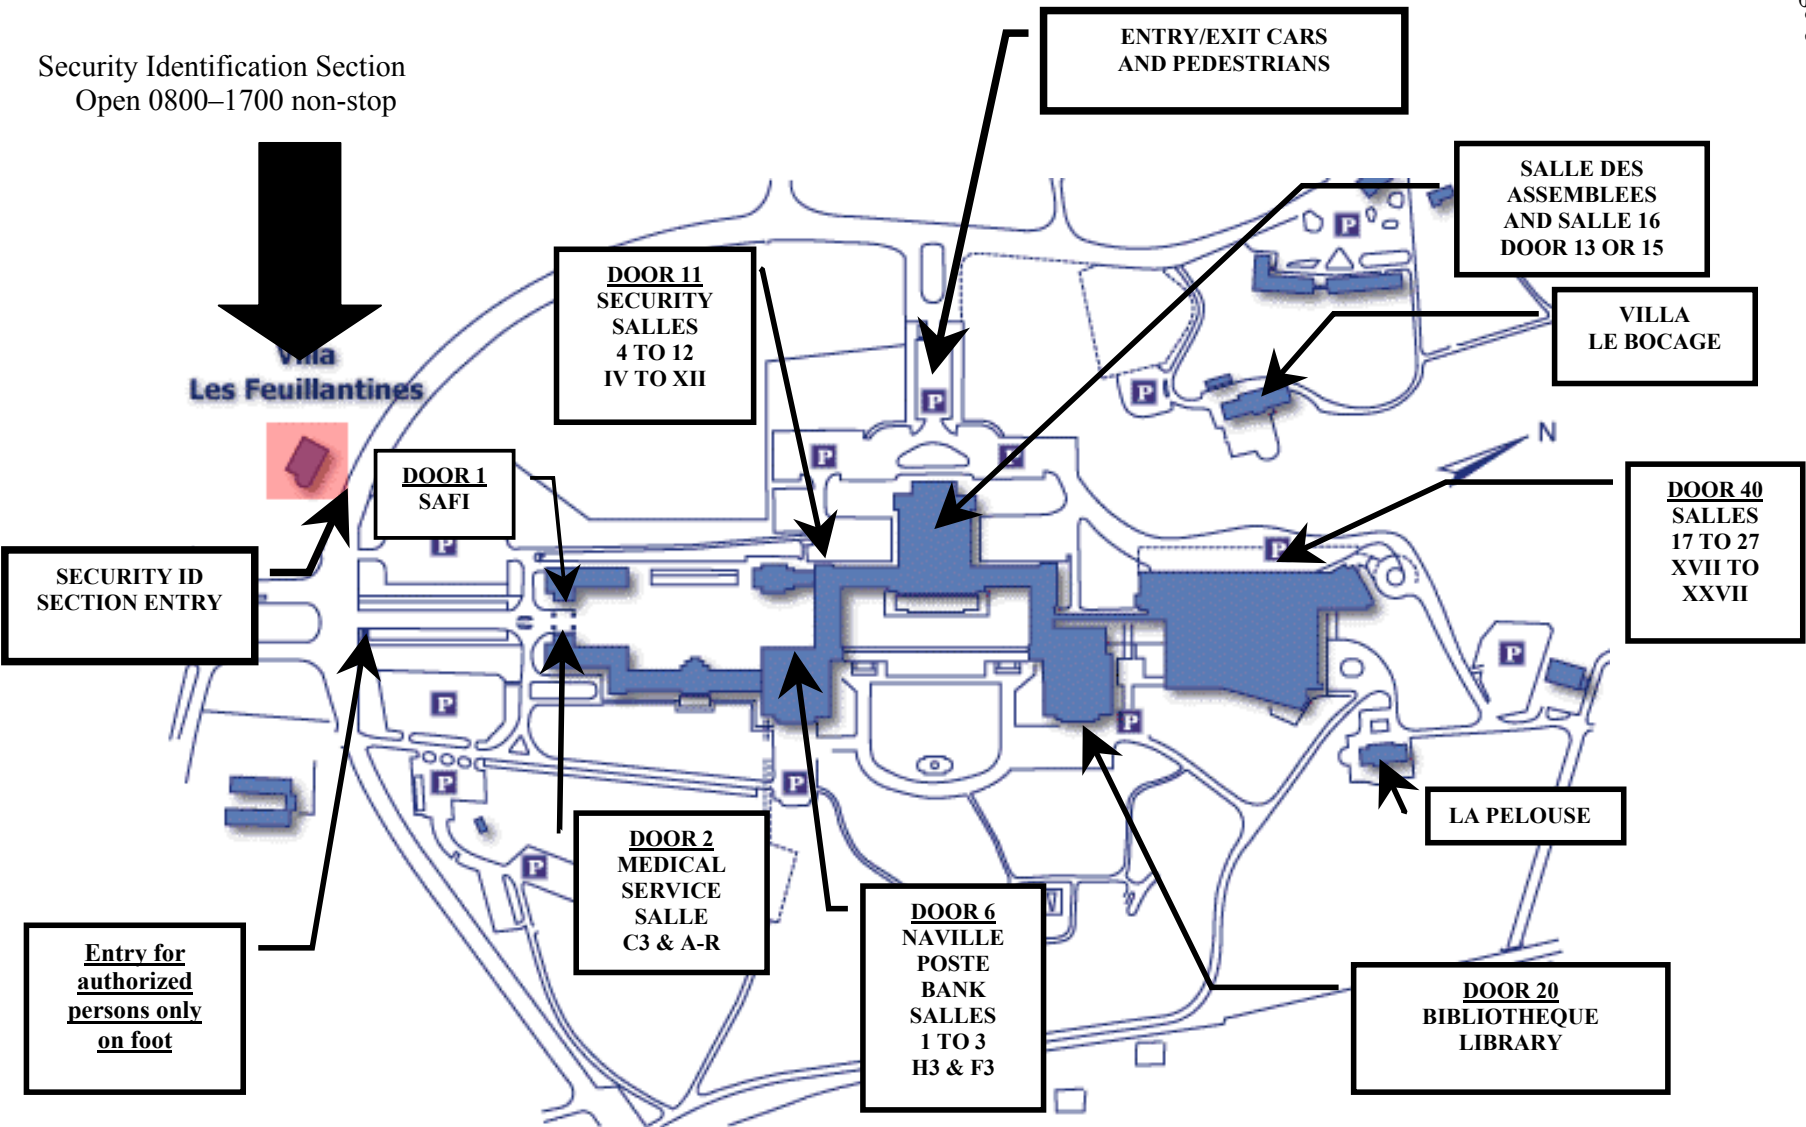 Security Identification Section
Open 0800–1700 non-stop
ENTRY/EXIT CARS
AND PEDESTRIANS
SALLE DES
ASSEMBLEES
AND SALLE 16
DOOR 13 OR 15
VILLA
LE BOCAGE
DOOR 11
SECURITY
SALLES
4 TO 12
IV TO XII
Villa
Les Feuillantines
P
P
P
P
P
N
DOOR 1
SAFI
DOOR 40
SALLES
17 TO 27
XVII TO
XXVII
P
P
SECURITY ID
SECTION ENTRY
P
P
P
P
P
P
LA PELOUSE
DOOR 2
MEDICAL
SERVICE
SALLE
C3 & A-R
DOOR 6
NAVILLE
POSTE
BANK
SALLES
1 TO 3
H3 & F3
Entry for
authorized
persons only
on foot
DOOR 20
BIBLIOTHEQUE
LIBRARY